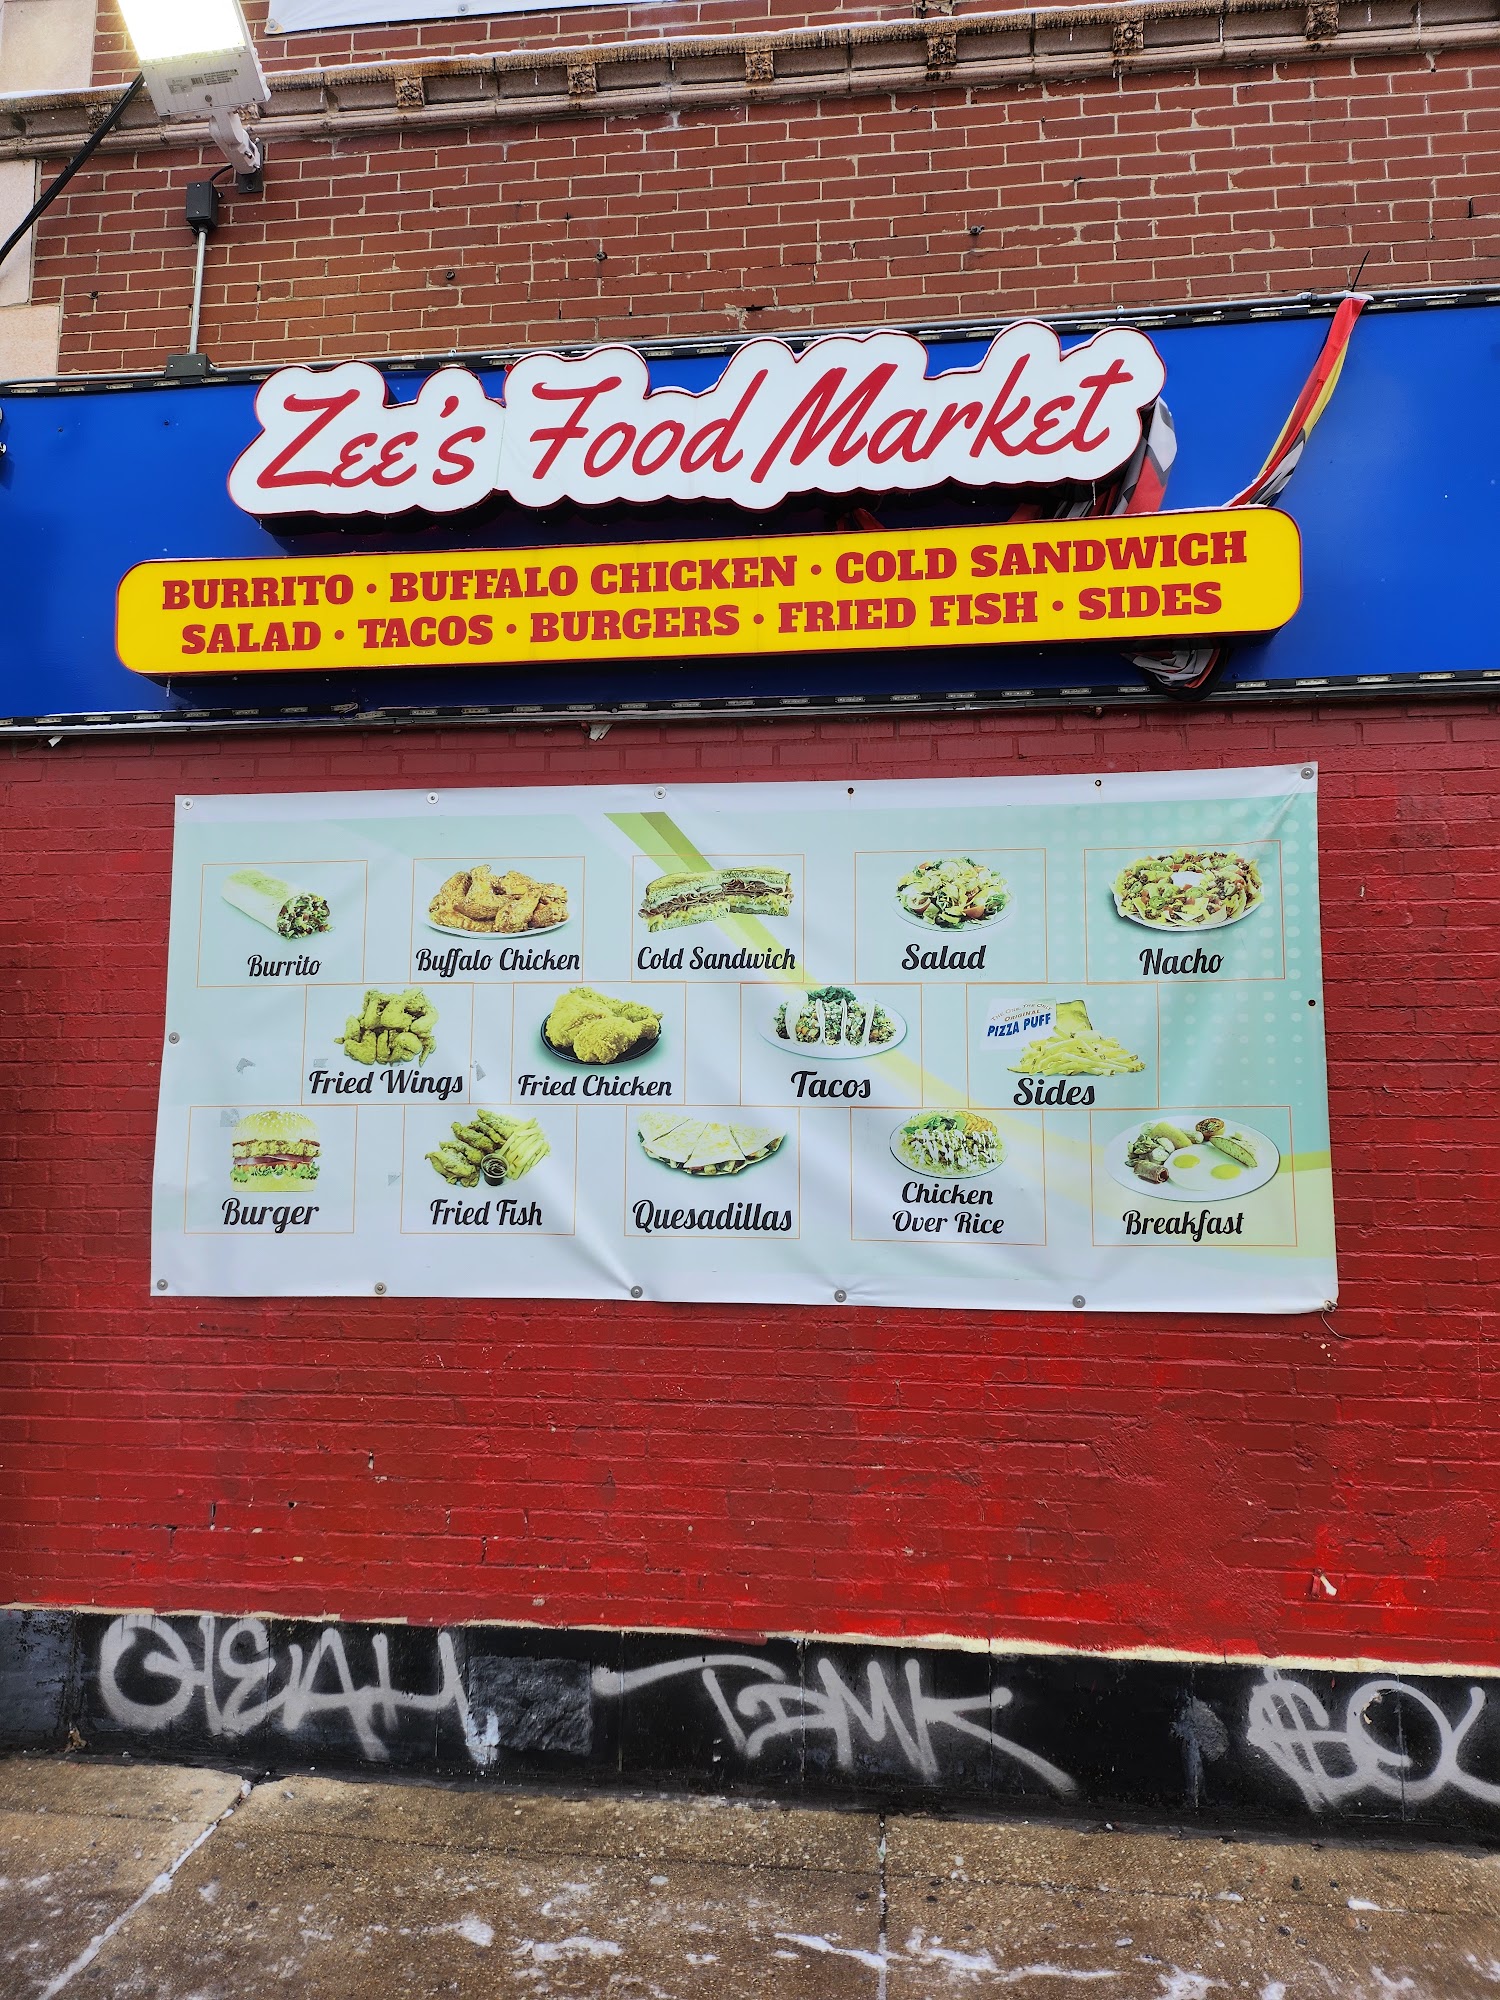 Zee's Food Market
BURRITO · BUFFALO CHICKEN · COLD SANDWICH
SALAD · TACOS · BURGERS · FRIED FISH · SIDES
Burrito
Buffalo Chicken
Cold Sandwich
Salad
Nacho
ORIGINAL
PIZZA PUFF
Fried Wings
Fried Chicken
Tacos
Sides
Burger
Fried Fish
Quesadillas
Chicken
Over Rice
Breakfast